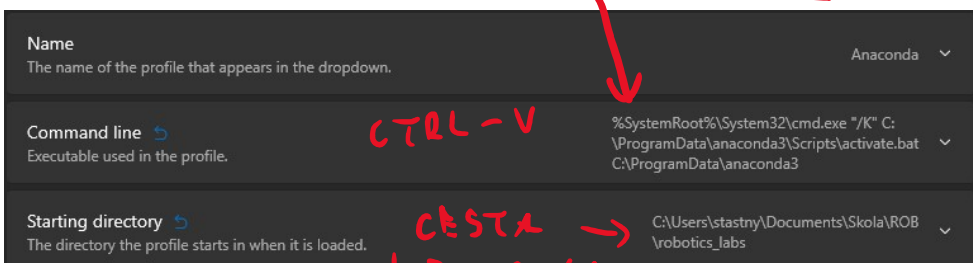 Name
The name of the profile that appears in the dropdown.
Anaconda
Command line
Executable used in the profile.
CTRL-V
%SystemRoot%\System32\cmd.exe "/K" C:
\ProgramData\anaconda3\Scripts\activate.bat
C:\ProgramData\anaconda3
Starting directory
The directory the profile starts in when it is loaded.
CESTA
C:\Users\stastny\Documents\Skola\ROB
\robotics_labs